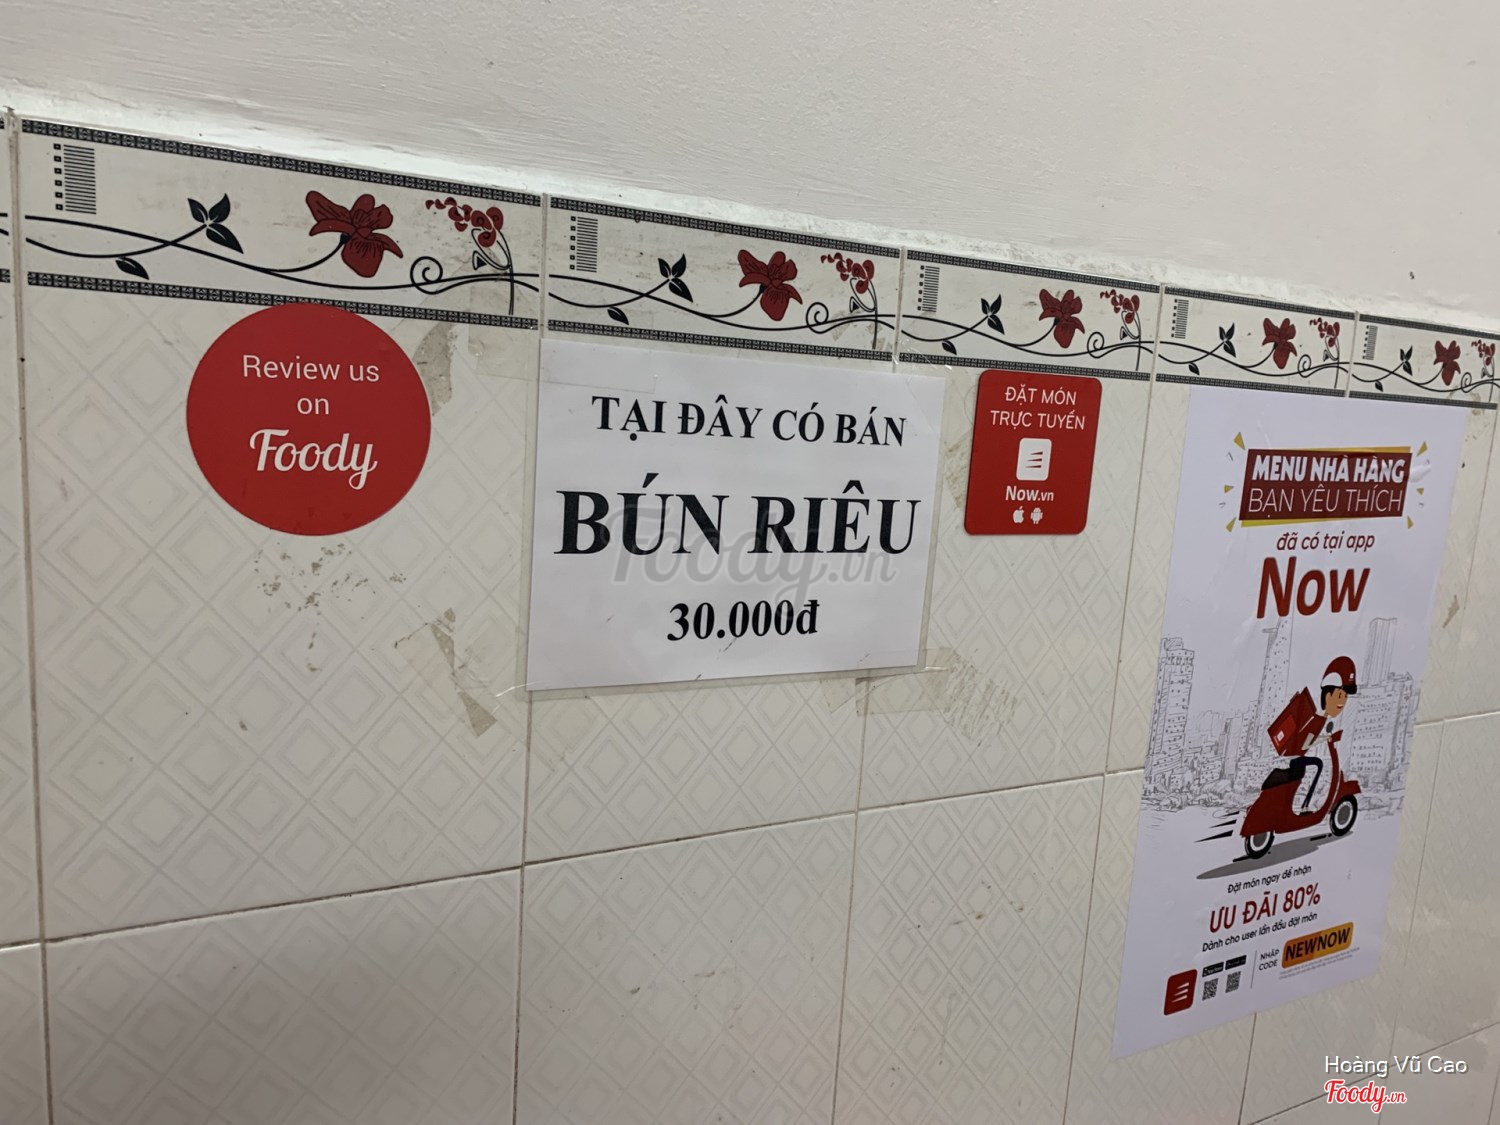 Review us
on
Foody
TẠI ĐÂY CÓ BÁN
BÚN RIÊU
30.000đ
Foody.vn
ĐẶT MÓN
TRỰC TUYẾN
Now.vn
MENU NHÀ HÀNG
BẠN YÊU THÍCH
đã có tại app
Now
Đặt món ngay để nhận
ƯU ĐÃI 80%
Dành cho user lần đầu đặt món
NHẬP
CODE
NEWNOW
Hoàng Vũ Cao
Foody.vn